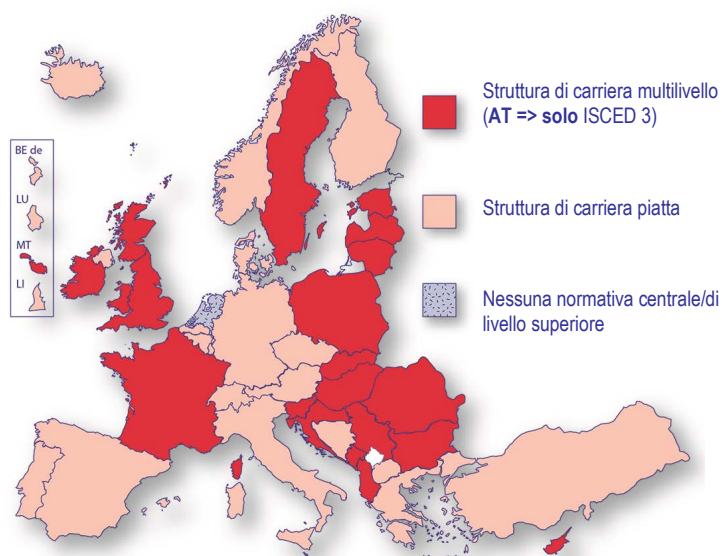 Struttura di carriera multilivello
(AT => solo ISCED 3)
Struttura di carriera piatta
Nessuna normativa centrale/di
livello superiore
BE de
LU
MT
LI